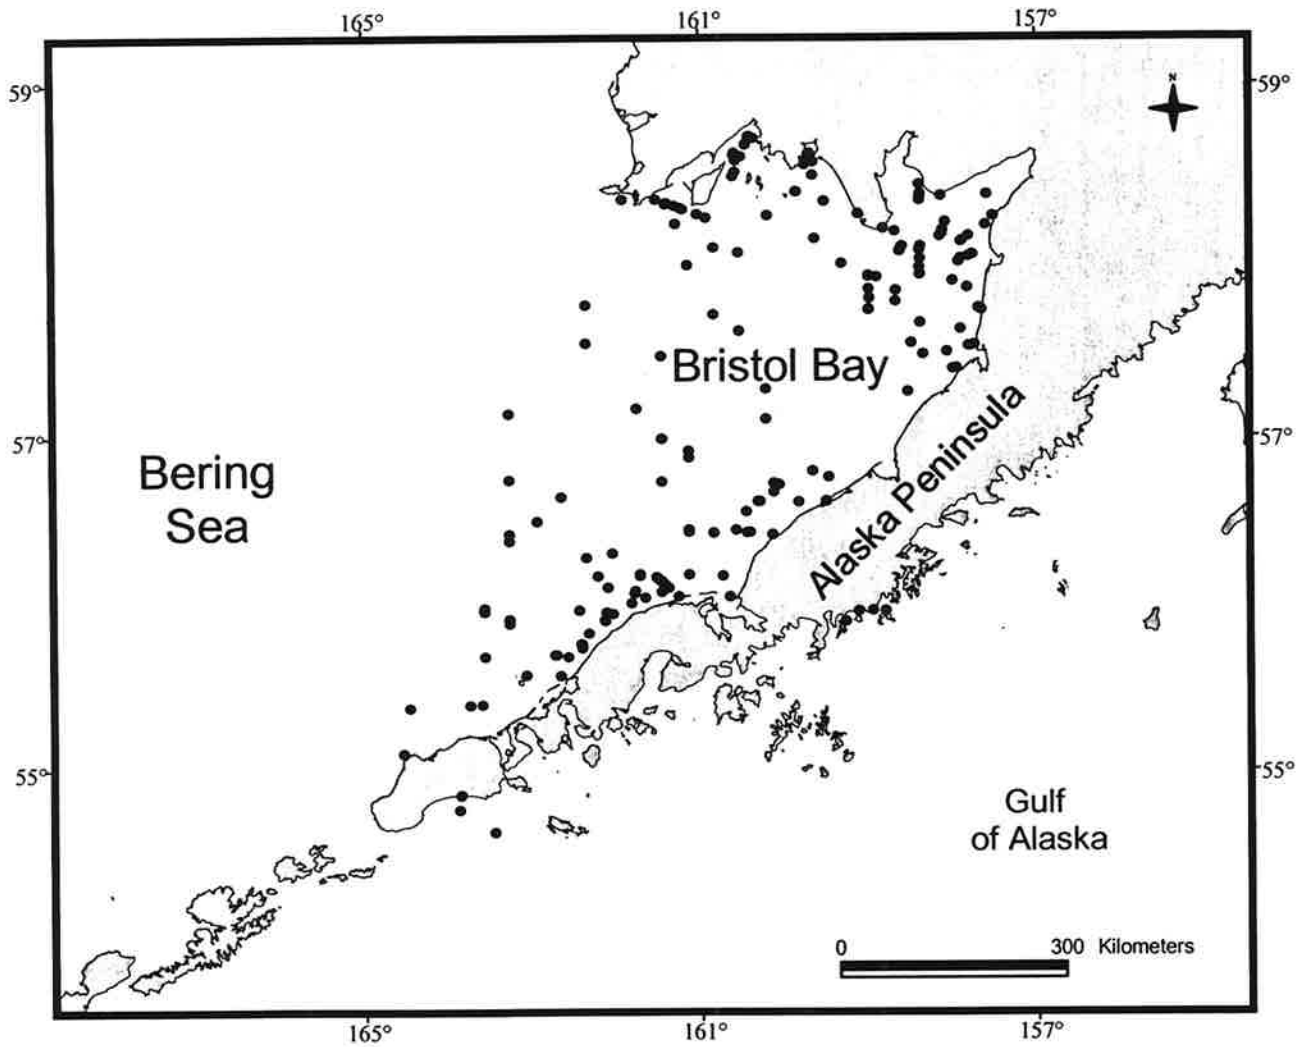 165° 161° 157°
N
59° 59°
Bristol Bay
57° 57°
Bering
Sea
Alaska Peninsula
55° 55°
Gulf
of Alaska
0 300 Kilometers
165° 161° 157°